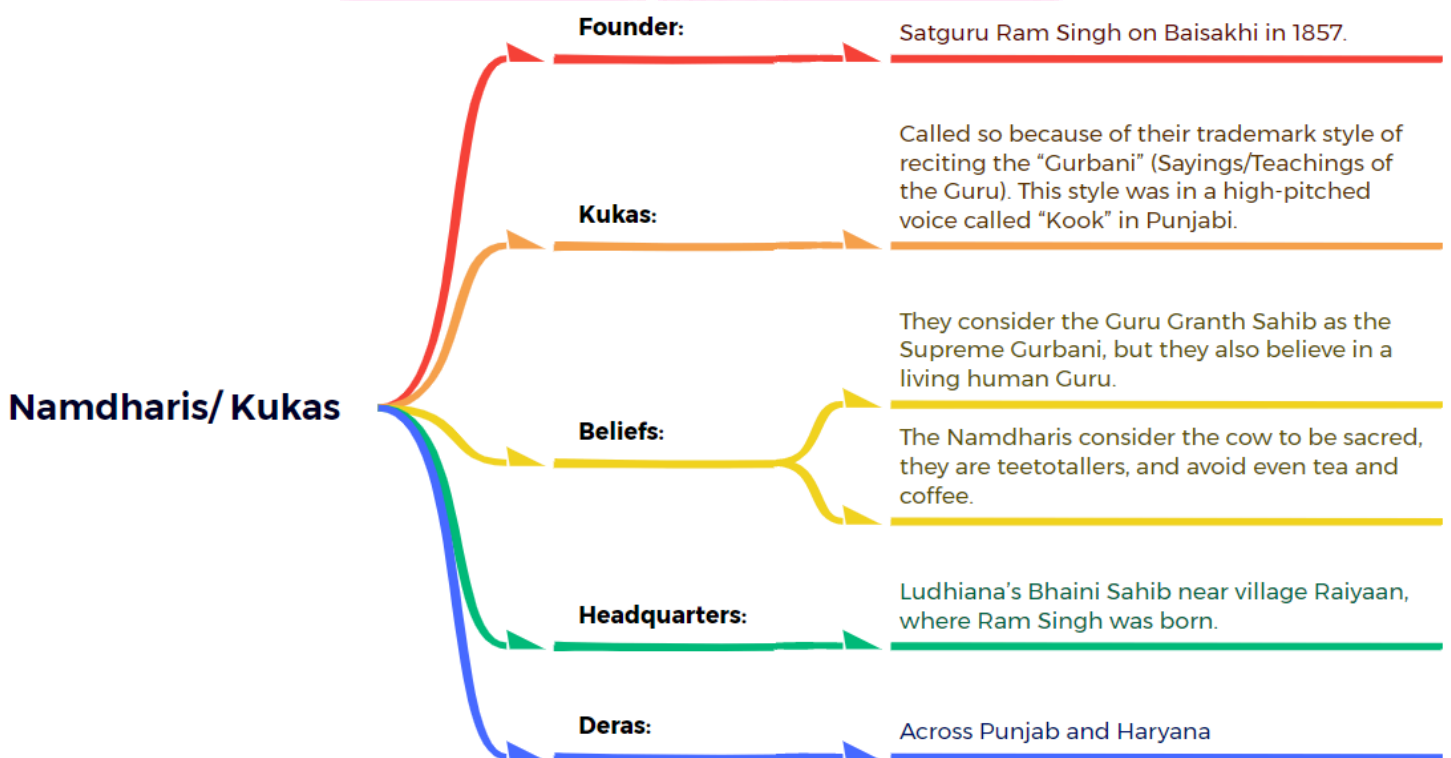 Founder:
Satguru Ram Singh on Baisakhi in 1857.
Kukas:
Called so because of their trademark style of
reciting the “Gurbani” (Sayings/Teachings of
the Guru). This style was in a high-pitched
voice called “Kook” in Punjabi.
Namdharis/ Kukas
Beliefs:
They consider the Guru Granth Sahib as the
Supreme Gurbani, but they also believe in a
living human Guru.
The Namdharis consider the cow to be sacred,
they are teetotallers, and avoid even tea and
coffee.
Headquarters:
Ludhiana’s Bhaini Sahib near village Raiyaan,
where Ram Singh was born.
Deras:
Across Punjab and Haryana